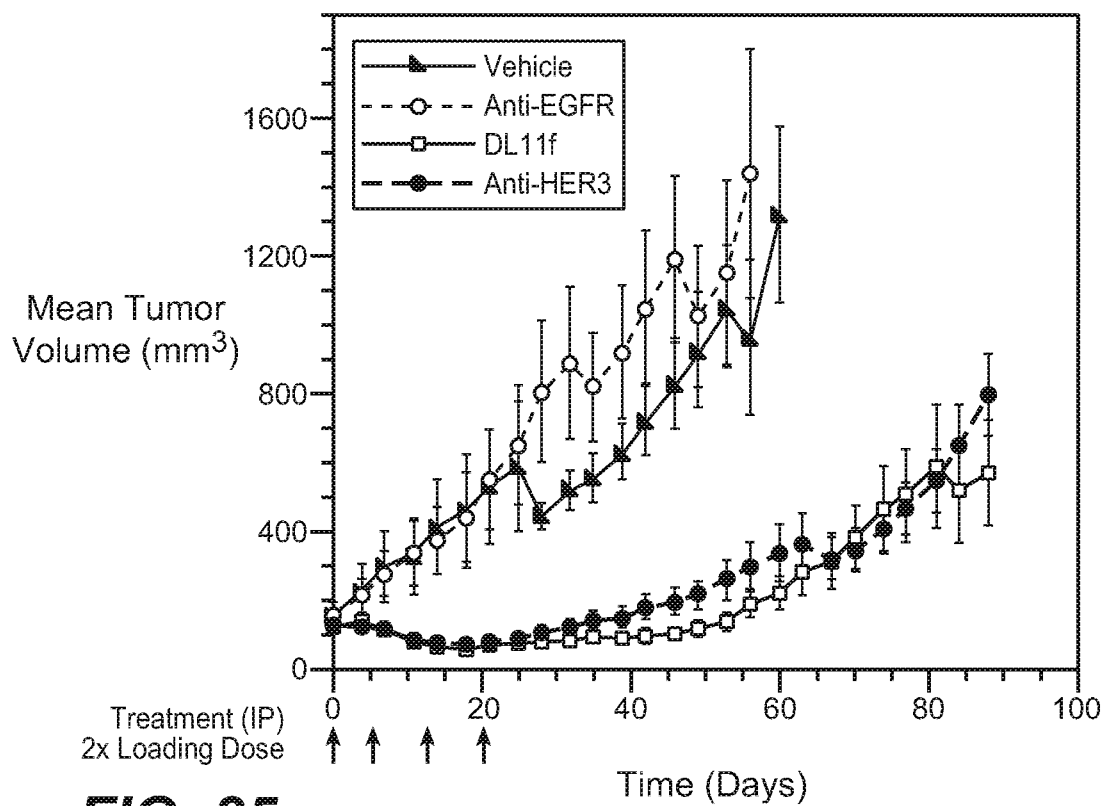 Vehicle
Anti-EGFR
DL11f
Anti-HER3
1600
1200
800
400
0
Mean Tumor
Volume (mm³)
0 20 40 60 80 100
Treatment (IP)
2x Loading Dose
Time (Days)